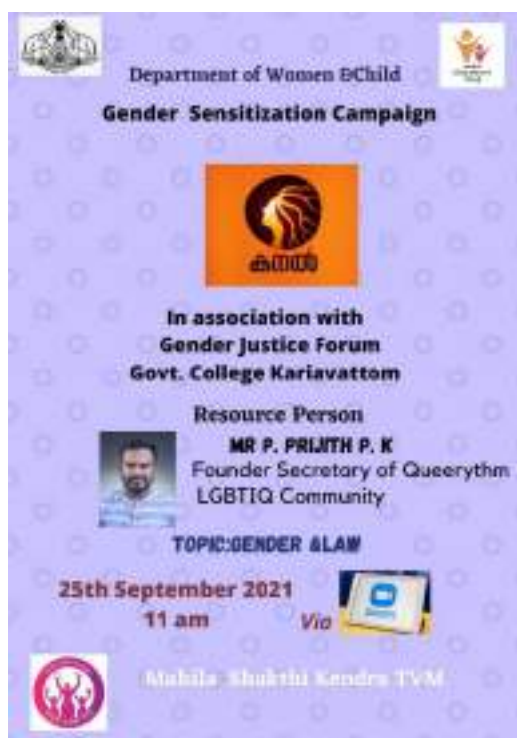 Department of Women &Child
Gender Sensitization Campaign
കനൽ
In association with
Gender Justice Forum
Govt. College Kariavattom
Resource Person
MR P. PRIJITH P. K
Founder Secretary of Queerythm
LGBTIQ Community
TOPIC:GENDER &LAW
25th September 2021
11 am
Via
Mahila Shakthi Kendra TVM